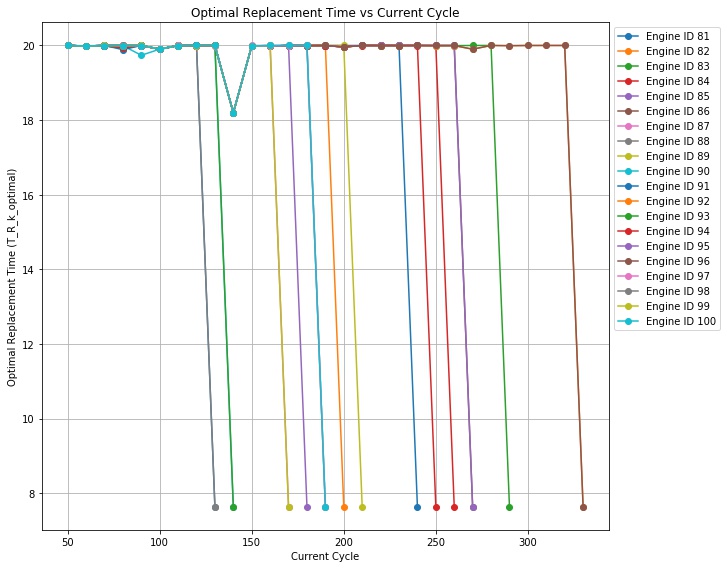 Optimal Replacement Time vs Current Cycle
Optimal Replacement Time (T_R_k_optimal)
20
18
16
14
12
10
8
50
100
150
200
250
300
Current Cycle
Engine ID 81
Engine ID 82
Engine ID 83
Engine ID 84
Engine ID 85
Engine ID 86
Engine ID 87
Engine ID 88
Engine ID 89
Engine ID 90
Engine ID 91
Engine ID 92
Engine ID 93
Engine ID 94
Engine ID 95
Engine ID 96
Engine ID 97
Engine ID 98
Engine ID 99
Engine ID 100